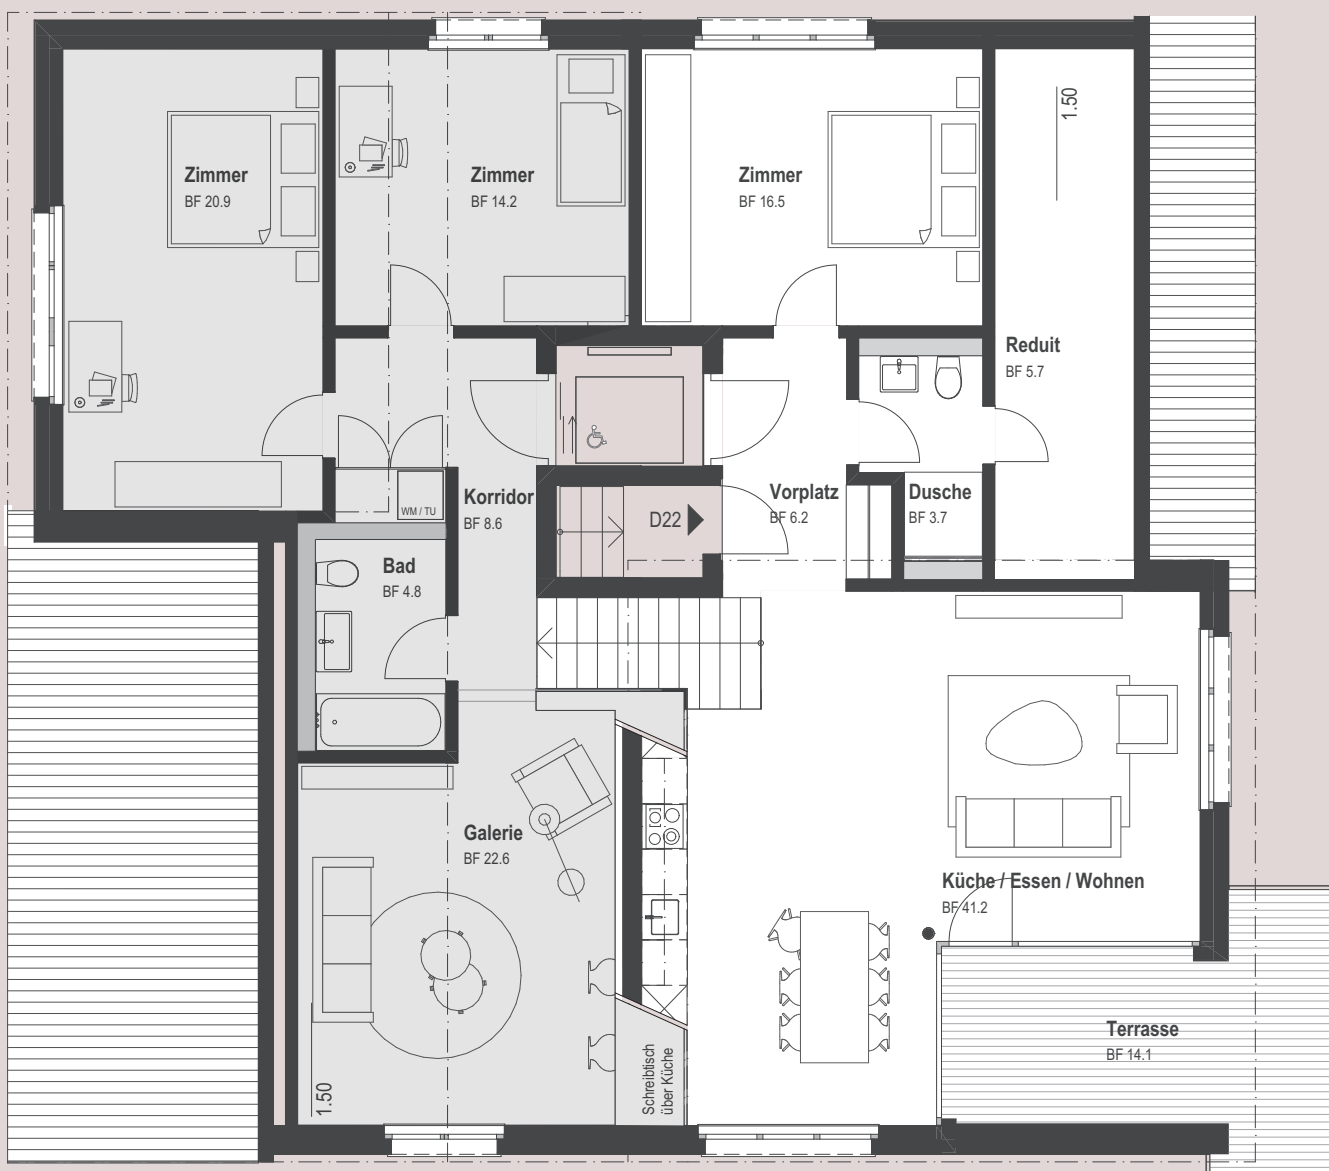 1.50
Zimmer
BF 20.9
Zimmer
BF 14.2
Zimmer
BF 16.5
Reduit
BF 5.7
Korridor
BF 8.6
WM / TU
D22
Vorplatz
BF 6.2
Dusche
BF 3.7
Bad
BF 4.8
Galerie
BF 22.6
Küche / Essen / Wohnen
BF 41.2
Terrasse
BF 14.1
1.50
Schreibtisch
über Küche